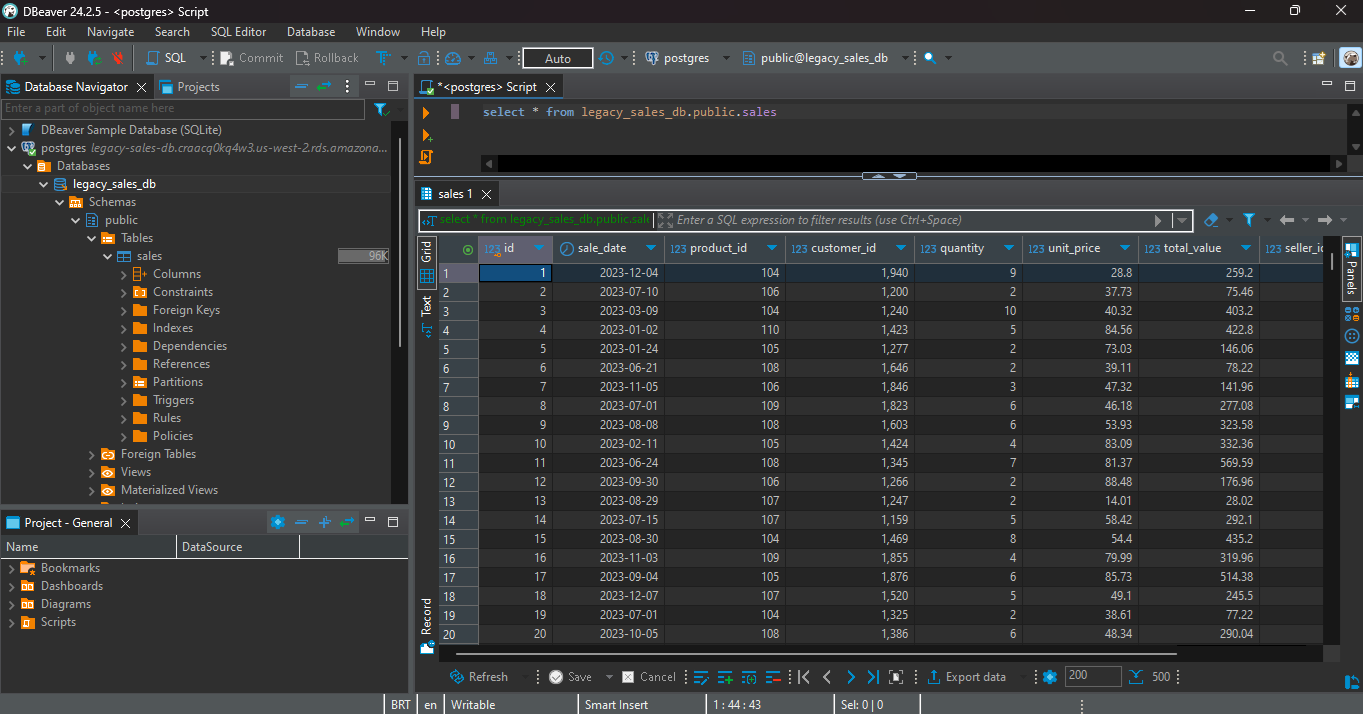 DBeaver 24.2.5 - <postgres> Script
File Edit Navigate Search SQL Editor Database Window Help
SQL Commit Rollback Auto postgres public@legacy_sales_db
Database Navigator Projects
Enter a part of object name here
DBeaver Sample Database (SQLite)
postgres legacy-sales-db.craacq0kq4w3.us-west-2.rds.amazona...
Databases
legacy_sales_db
Schemas
public
Tables
sales 96K
Columns
Constraints
Foreign Keys
Indexes
Dependencies
References
Partitions
Triggers
Rules
Policies
Foreign Tables
Views
Materialized Views
Project - General
Name DataSource
Bookmarks
Dashboards
Diagrams
Scripts
*<postgres> Script
select * from legacy_sales_db.public.sales
sales 1
select * from legacy_sales_db.public.sale Enter a SQL expression to filter results (use Ctrl+Space)
Grid
Text
Record
Panels
123 id sale_date 123 product_id 123 customer_id 123 quantity 123 unit_price 123 total_value 123 seller_id
1 1 2023-12-04 104 1,940 9 28.8 259.2
2 2 2023-07-10 106 1,200 2 37.73 75.46
3 3 2023-03-09 104 1,240 10 40.32 403.2
4 4 2023-01-02 110 1,423 5 84.56 422.8
5 5 2023-01-24 105 1,277 2 73.03 146.06
6 6 2023-06-21 108 1,646 2 39.11 78.22
7 7 2023-11-05 106 1,846 3 47.32 141.96
8 8 2023-07-01 109 1,823 6 46.18 277.08
9 9 2023-08-08 108 1,603 6 53.93 323.58
10 10 2023-02-11 105 1,424 4 83.09 332.36
11 11 2023-06-24 108 1,345 7 81.37 569.59
12 12 2023-09-30 106 1,266 2 88.48 176.96
13 13 2023-08-29 107 1,247 2 14.01 28.02
14 14 2023-07-15 107 1,159 5 58.42 292.1
15 15 2023-08-30 104 1,469 8 54.4 435.2
16 16 2023-11-03 109 1,855 4 79.99 319.96
17 17 2023-09-04 105 1,876 6 85.73 514.38
18 18 2023-12-07 107 1,520 5 49.1 245.5
19 19 2023-07-01 104 1,325 2 38.61 77.22
20 20 2023-10-05 108 1,386 6 48.34 290.04
Refresh Save Cancel Export data 200 500
BRT en Writable Smart Insert 1 : 44 : 43 Sel: 0 | 0